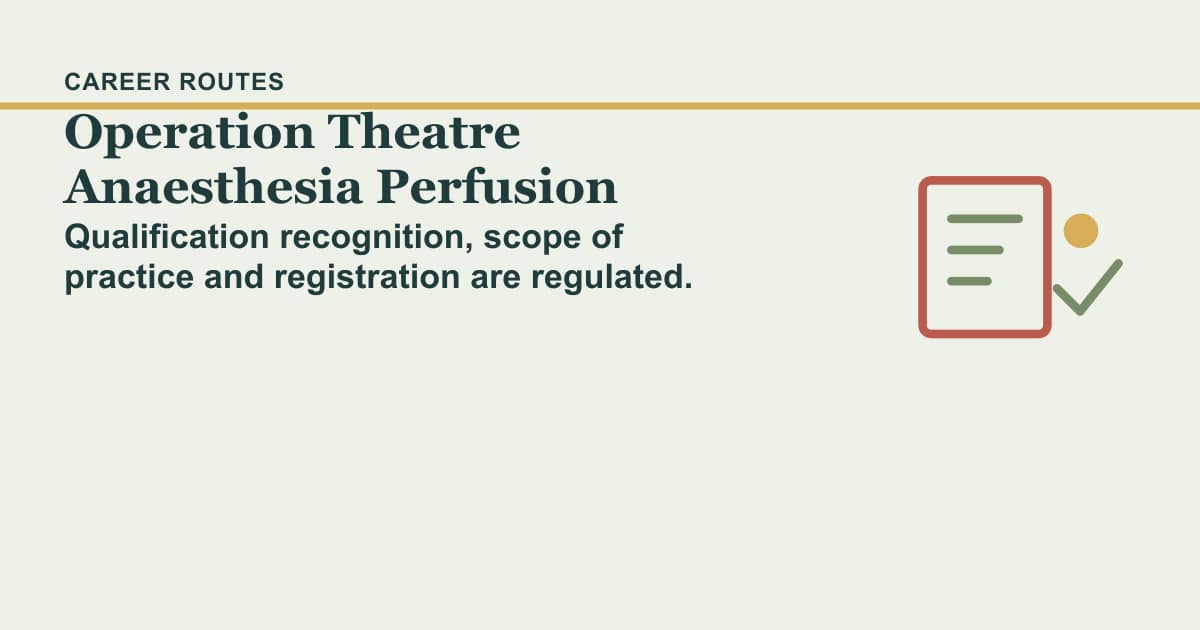 CAREER ROUTES
Operation Theatre
Anaesthesia Perfusion
Qualification recognition, scope of
practice and registration are regulated.